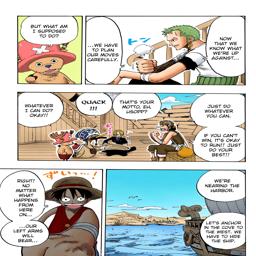 NOW
THAT WE
KNOW WHAT
WE'RE UP
AGAINST...
...WE HAVE
TO PLAN
OUR MOVES
CAREFULLY.
BUT WHAT
AM I
SUPPOSED
TO DO?
JUST DO
WHATEVER
YOU CAN.
IF YOU CAN'T
WIN, IT'S OKAY
TO RUN!! JUST
DO YOUR
BEST!!
THAT'S YOUR
MOTTO, EH,
USOPP?
QUACK
!!!
WHATEVER
I CAN DO?
OKAY!!
WE'RE
NEARING THE
HARBOR.
LET'S ANCHOR
IN THE COVE TO
THE WEST. WE
HAVE TO HIDE
THE SHIP.
RIGHT!
NO
MATTER
WHAT
HAPPENS
FROM
HERE
ON...
...OUR
LEFT ARMS
WILL
BEAR...